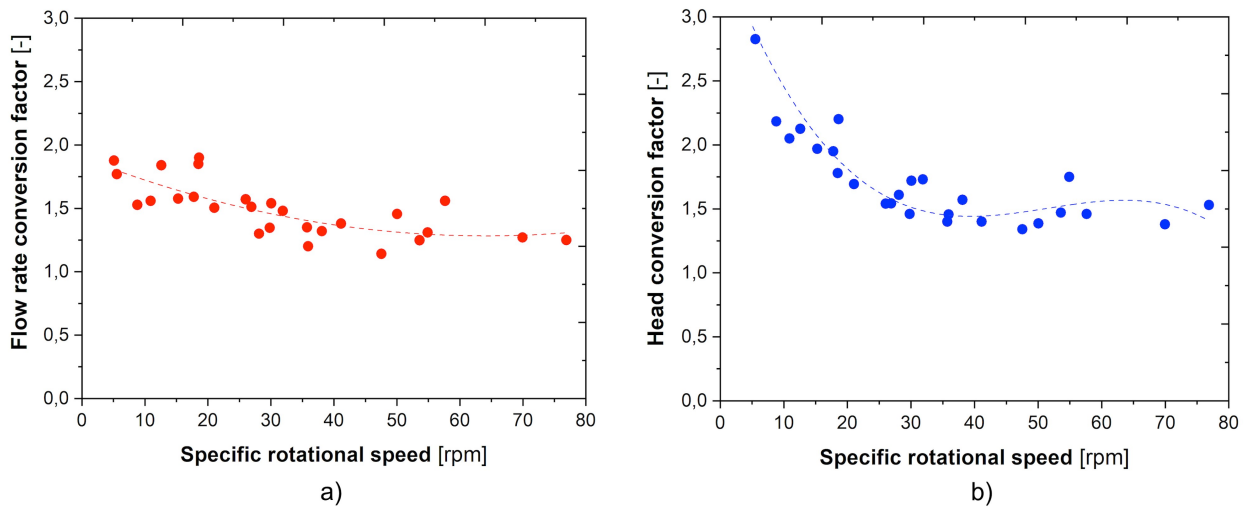 Flow rate conversion factor [-]
3,0
2,5
2,0
1,5
1,0
0,5
0,0
0 10 20 30 40 50 60 70 80
Specific rotational speed [rpm]
a)
Head conversion factor [-]
3,0
2,5
2,0
1,5
1,0
0,5
0,0
0 10 20 30 40 50 60 70 80
Specific rotational speed [rpm]
b)